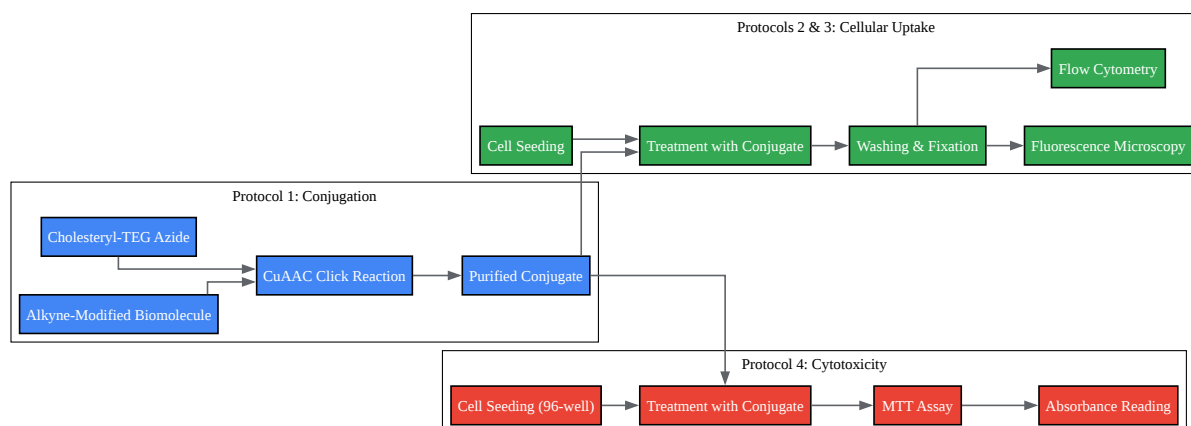 Protocols 2 & 3: Cellular Uptake
Flow Cytometry
Cell Seeding
Treatment with Conjugate
Washing & Fixation
Fluorescence Microscopy
Protocol 1: Conjugation
Cholesteryl-TEG Azide
CuAAC Click Reaction
Purified Conjugate
Alkyne-Modified Biomolecule
Protocol 4: Cytotoxicity
Cell Seeding (96-well)
Treatment with Conjugate
MTT Assay
Absorbance Reading